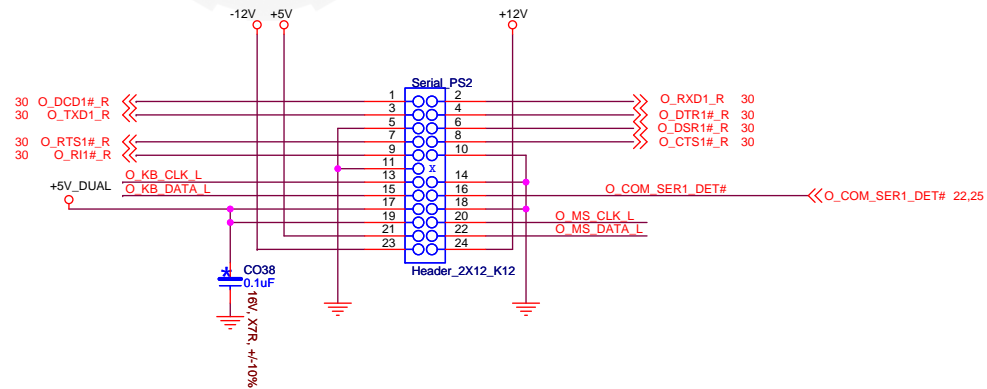 -12V +5V +12V
Serial_PS2
1 2
30 O_DCD1#_R O_RXD1_R 30
3 4
30 O_TXD1_R O_DTR1#_R 30
5 6
O_DSR1#_R 30
7 8
30 O_RTS1#_R O_CTS1#_R 30
9 10
30 O_RI1#_R
11 x
O_KB_CLK_L 13 14
+5V_DUAL O_KB_DATA_L 15 16 O_COM_SER1_DET# O_COM_SER1_DET# 22,25
17 18
19 20 O_MS_CLK_L
21 22 O_MS_DATA_L
23 24
Header_2X12_K12
* CO38
0.1uF
16V, X7R, +/-10%